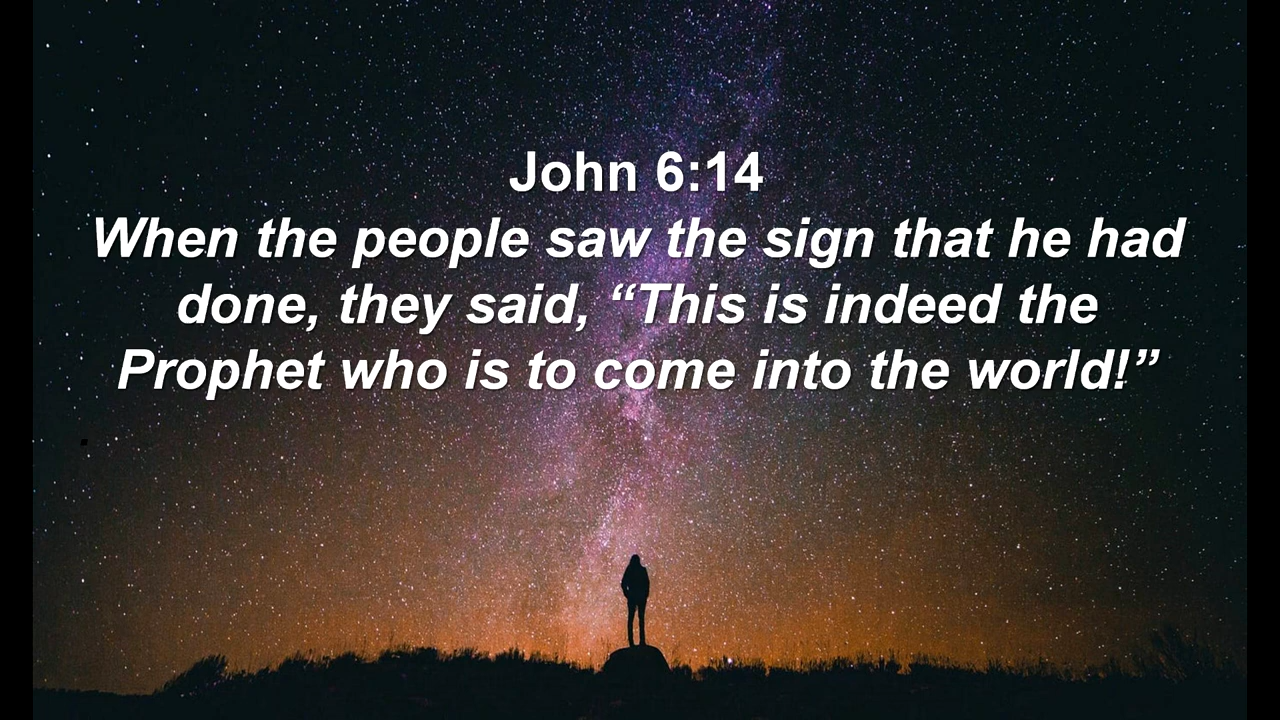 John 6:14
When the people saw the sign that he had
done, they said, “This is indeed the
Prophet who is to come into the world!”